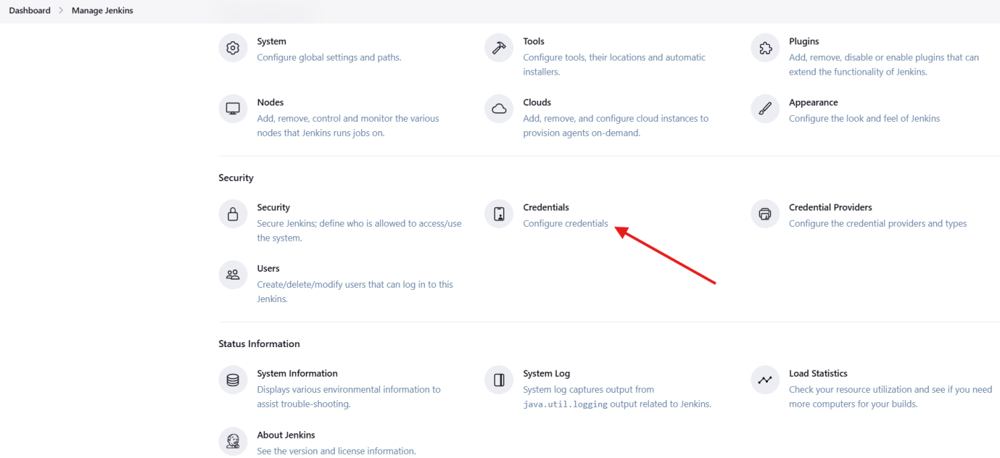 Dashboard > Manage Jenkins
System
Configure global settings and paths.
Tools
Configure tools, their locations and automatic
installers.
Plugins
Add, remove, disable or enable plugins that can
extend the functionality of Jenkins.
Nodes
Add, remove, control and monitor the various
nodes that Jenkins runs jobs on.
Clouds
Add, remove, and configure cloud instances to
provision agents on-demand.
Appearance
Configure the look and feel of Jenkins
Security
Security
Secure Jenkins; define who is allowed to access/use
the system.
Credentials
Configure credentials
Credential Providers
Configure the credential providers and types
Users
Create/delete/modify users that can log in to this
Jenkins.
Status Information
System Information
Displays various environmental information to
assist trouble-shooting.
System Log
System log captures output from
java.util.logging output related to Jenkins.
Load Statistics
Check your resource utilization and see if you need
more computers for your builds.
About Jenkins
See the version and license information.